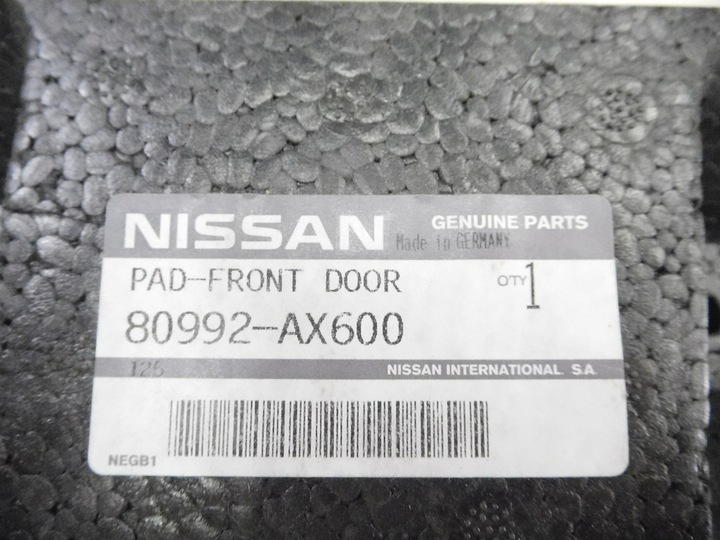 NISSAN GENUINE PARTS
Made in GERMANY
PAD-FRONT DOOR QTY 1
80992-AX600
126 NISSAN INTERNATIONAL S.A.
NEGB1